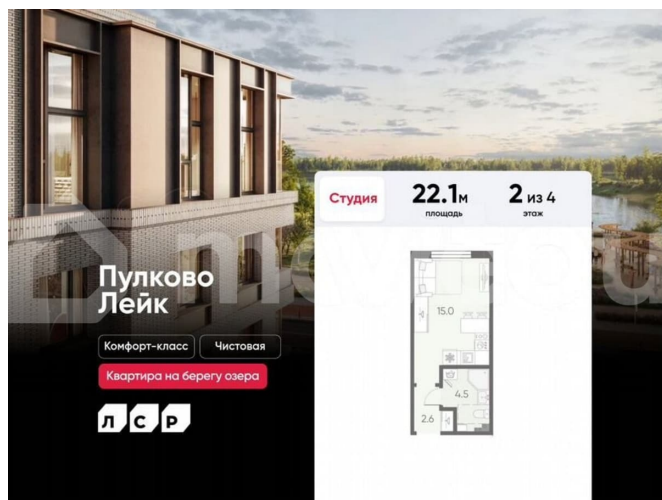 Студия
22.1м
площадь
2 из 4
этаж
Пулково
Лейк
Комфорт-класс
Чистовая
Квартира на берегу озера
ЛСР
15.0
4.5
2.6